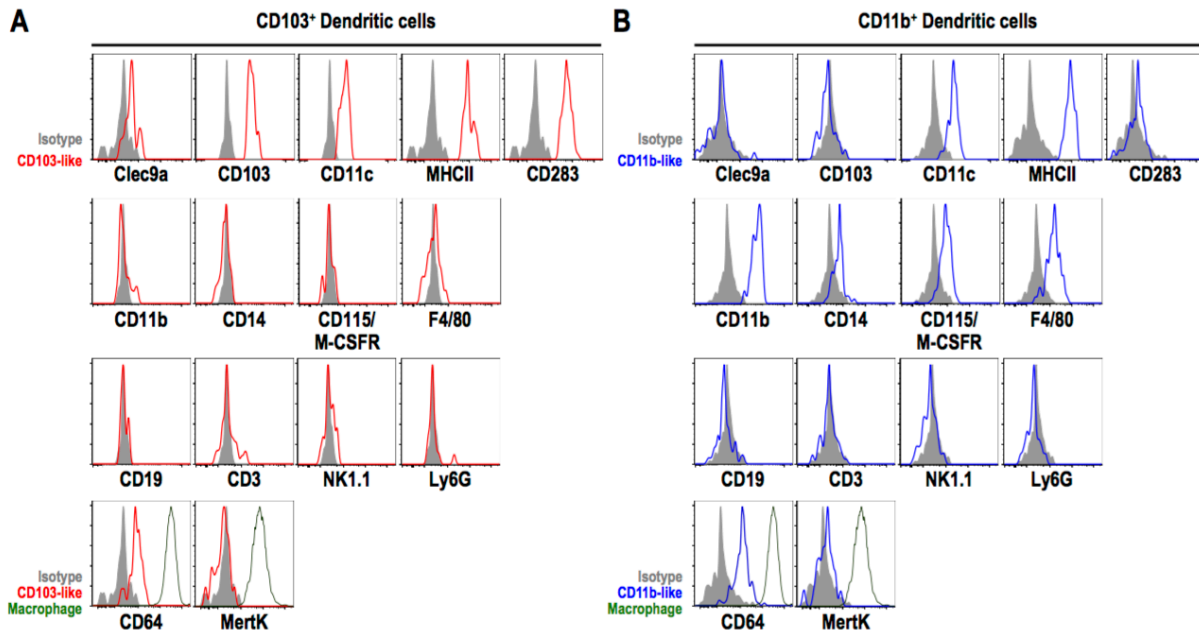 A
CD103⁺ Dendritic cells
Isotype
CD103-like
Clec9a
CD103
CD11c
MHCII
CD283
CD11b
CD14
CD115/
M-CSFR
F4/80
CD19
CD3
NK1.1
Ly6G
Isotype
CD103-like
Macrophage
CD64
MertK
B
CD11b⁺ Dendritic cells
Isotype
CD11b-like
Clec9a
CD103
CD11c
MHCII
CD283
CD11b
CD14
CD115/
M-CSFR
F4/80
CD19
CD3
NK1.1
Ly6G
Isotype
CD11b-like
Macrophage
CD64
MertK